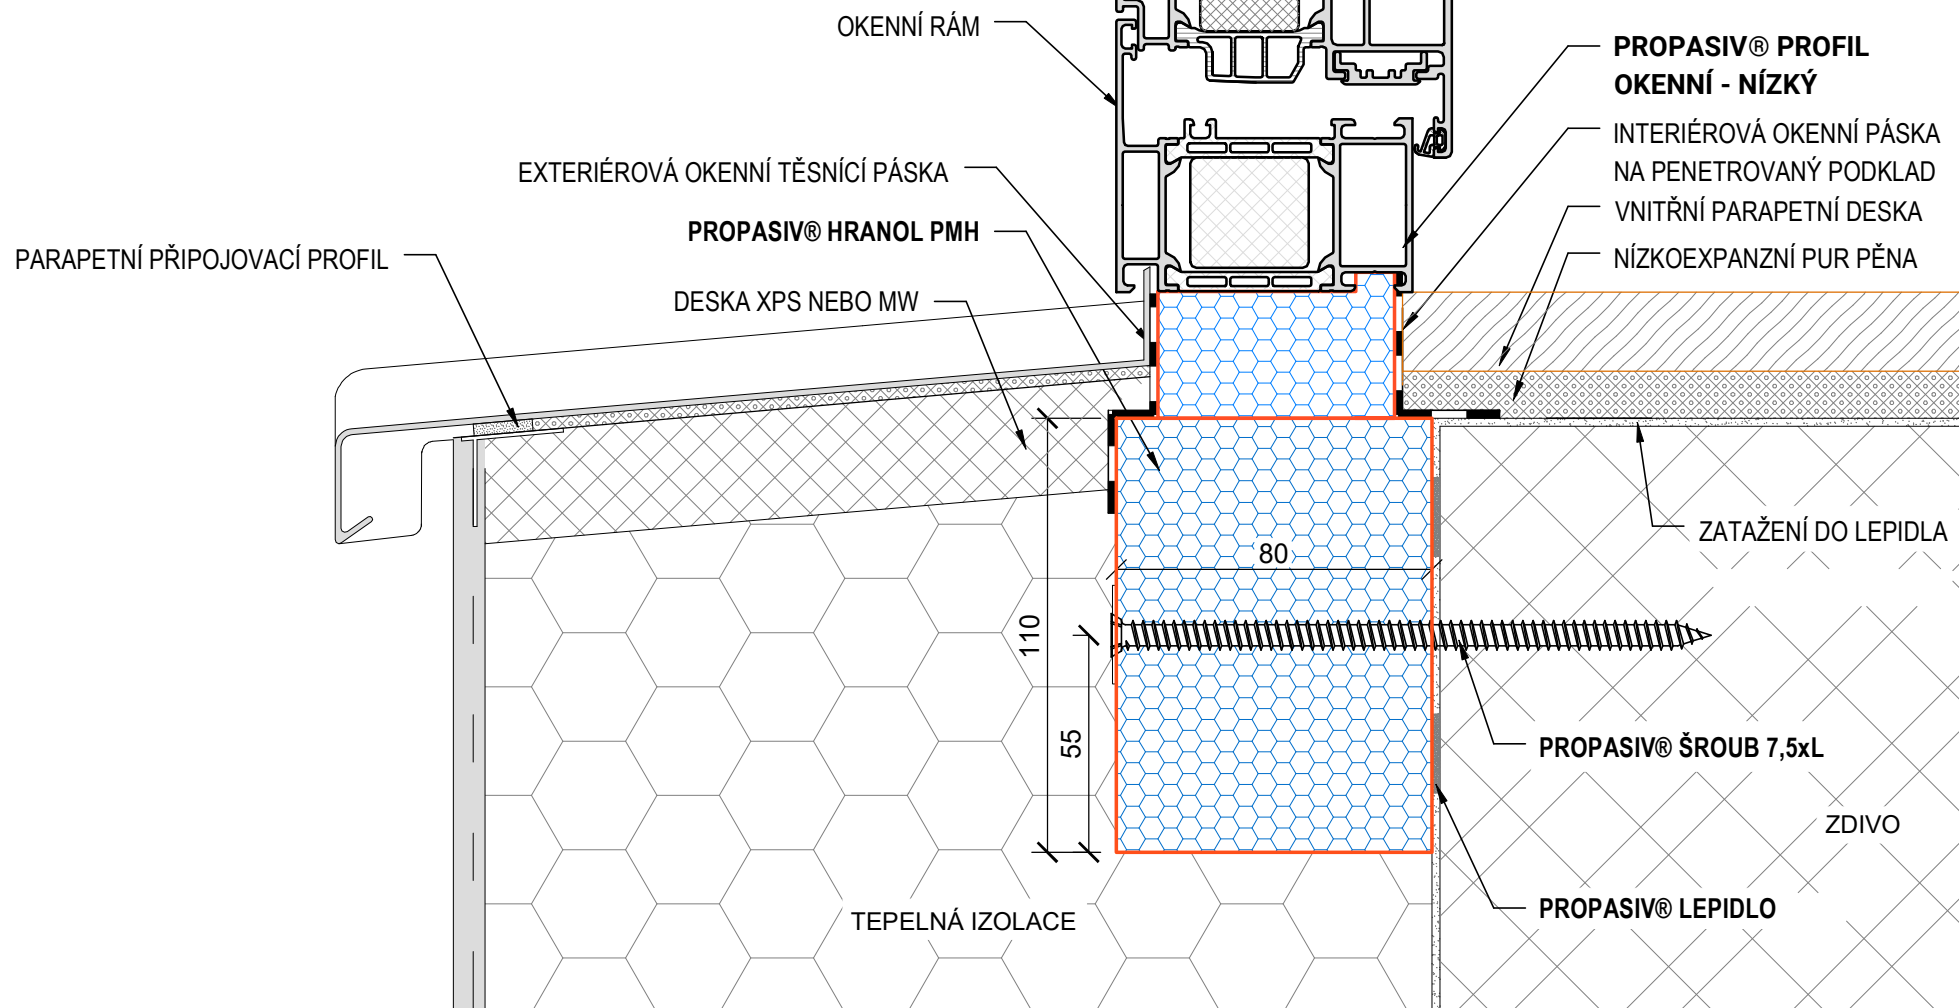 OKENNÍ RÁM
PROPASIV® PROFIL
OKENNÍ - NÍZKÝ
INTERIÉROVÁ OKENNÍ PÁSKA
NA PENETROVANÝ PODKLAD
EXTERIÉROVÁ OKENNÍ TĚSNÍCÍ PÁSKA
VNITŘNÍ PARAPETNÍ DESKA
PROPASIV® HRANOL PMH
NÍZKOEXPANZNÍ PUR PĚNA
PARAPETNÍ PŘIPOJOVACÍ PROFIL
DESKA XPS NEBO MW
ZATAŽENÍ DO LEPIDLA
80
110
55
PROPASIV® ŠROUB 7,5xL
ZDIVO
PROPASIV® LEPIDLO
TEPELNÁ IZOLACE